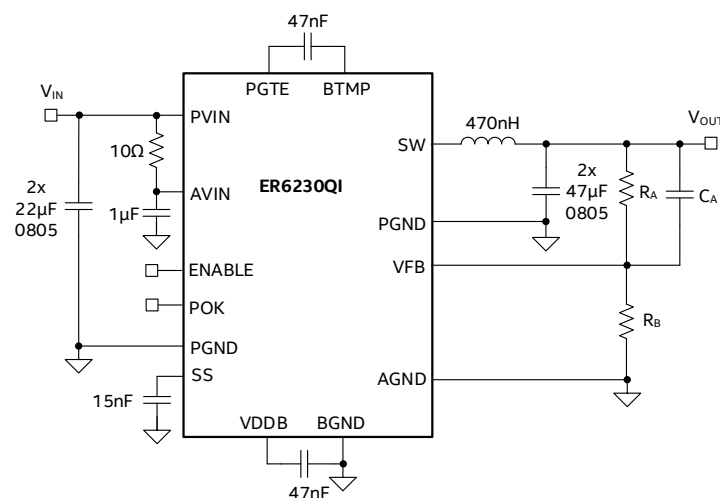 47nF
PGTE BTMP
VIN
PVIN
470nH
VOUT
10Ω
SW
2x
22µF
0805
AVIN
ER6230QI
2x
47µF
0805
RA
CA
1µF
PGND
ENABLE
VFB
POK
RB
PGND
SS
AGND
15nF
VDDB BGND
47nF